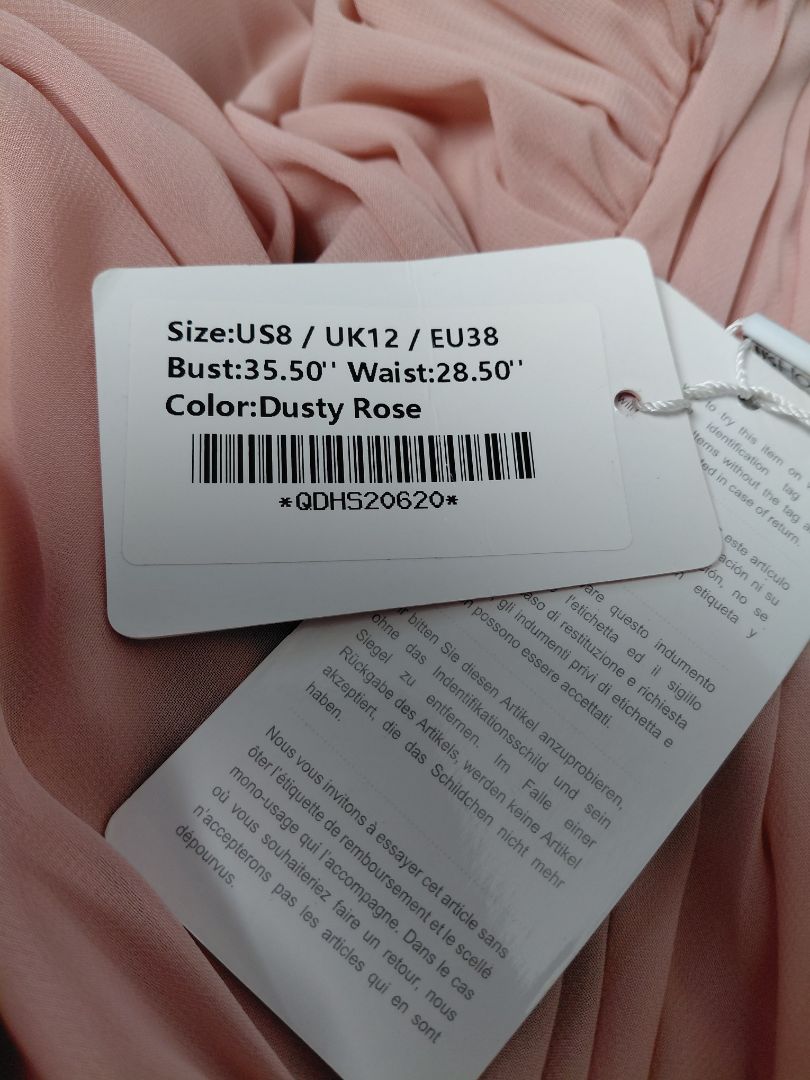 Size:US8 / UK12 / EU38
Bust:35.50'' Waist:28.50''
Color:Dusty Rose
*QDHS20620*
to try this item on
identification tag
items without the tag
in case of return.
este artículo
ni su
no se
etiqueta y
questo indumento
l'etichetta ed il sigillo
di restituzione e richiesta
gli indumenti privi di etichetta e
possono essere accettati.
bitten Sie diesen Artikel anzuprobieren,
ohne das Indentifikationsschild und sein
Siegel zu entfernen. Im Falle einer
Rückgabe des Artikels, werden keine Artikel
akzeptiert, die das Schildchen nicht mehr
haben.
Nous vous invitons à essayer cet article sans
ôter l'étiquette de remboursement et le scellé
mono-usage qui l'accompagne. Dans le cas
où vous souhaiteriez faire un retour, nous
n'accepterons pas les articles qui en sont
dépourvus.